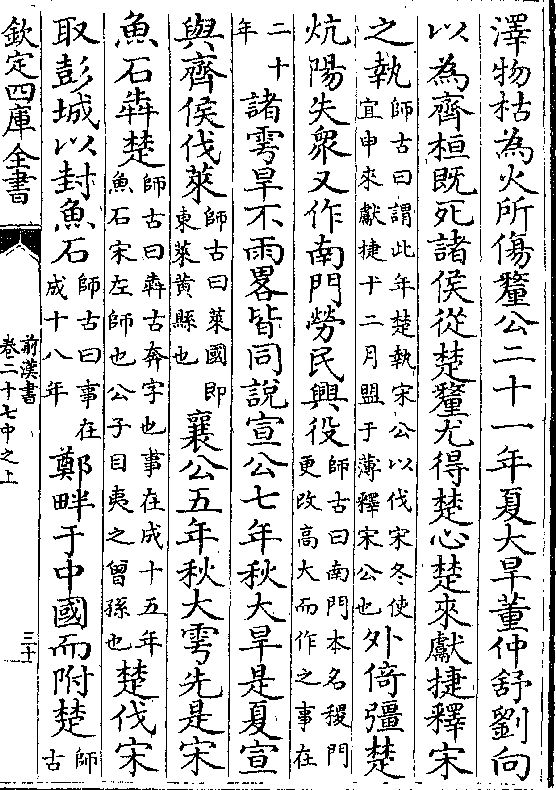 澤物枯為火所傷釐公二十一年夏大旱董仲舒劉向
以為齊桓既死諸侯從楚釐尤得楚心楚來獻捷釋宋
之執師古曰謂此年楚執宋公以伐宋冬使宜申來獻捷十二月盟于薄釋宋公也外倚彊楚
炕陽失衆又作南門勞民興役師古曰南門本名稷門更改高大而作之事在
二十年諸雩旱不雨畧皆同說宣公七年秋大旱是夏宣
與齊侯伐萊師古曰萊國即東萊黃縣也襄公五年秋大雩先是宋
魚石犇楚師古曰犇古奔字也事在成十五年魚石宋左師也公子目夷之曾孫也楚伐宋
取彭城以封魚石師古曰事在成十八年鄭畔于中國而附楚師古
欽定四庫全書
前漢書
卷二十七中之上
三十